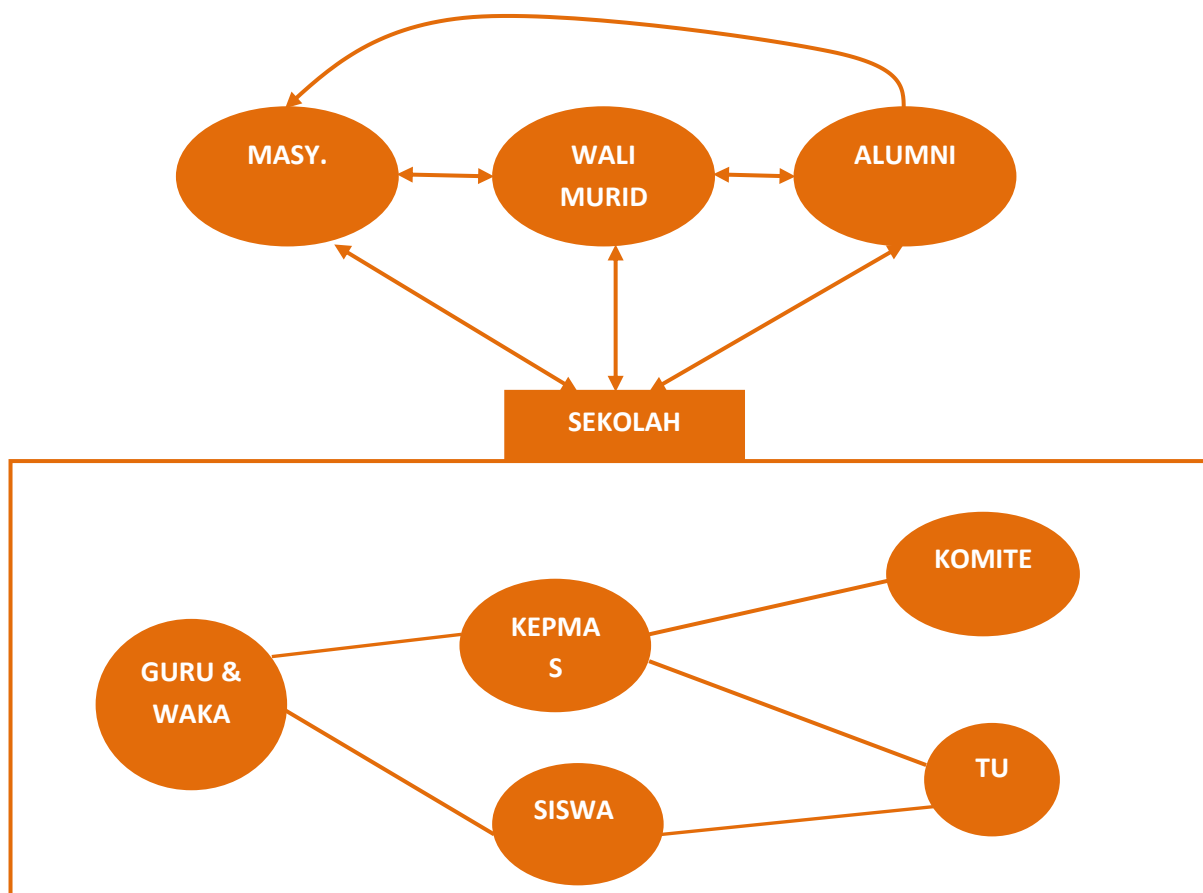 MASY.
WALI
MURID
ALUMNI
SEKOLAH
KOMITE
KEPMA
S
GURU &
WAKA
TU
SISWA